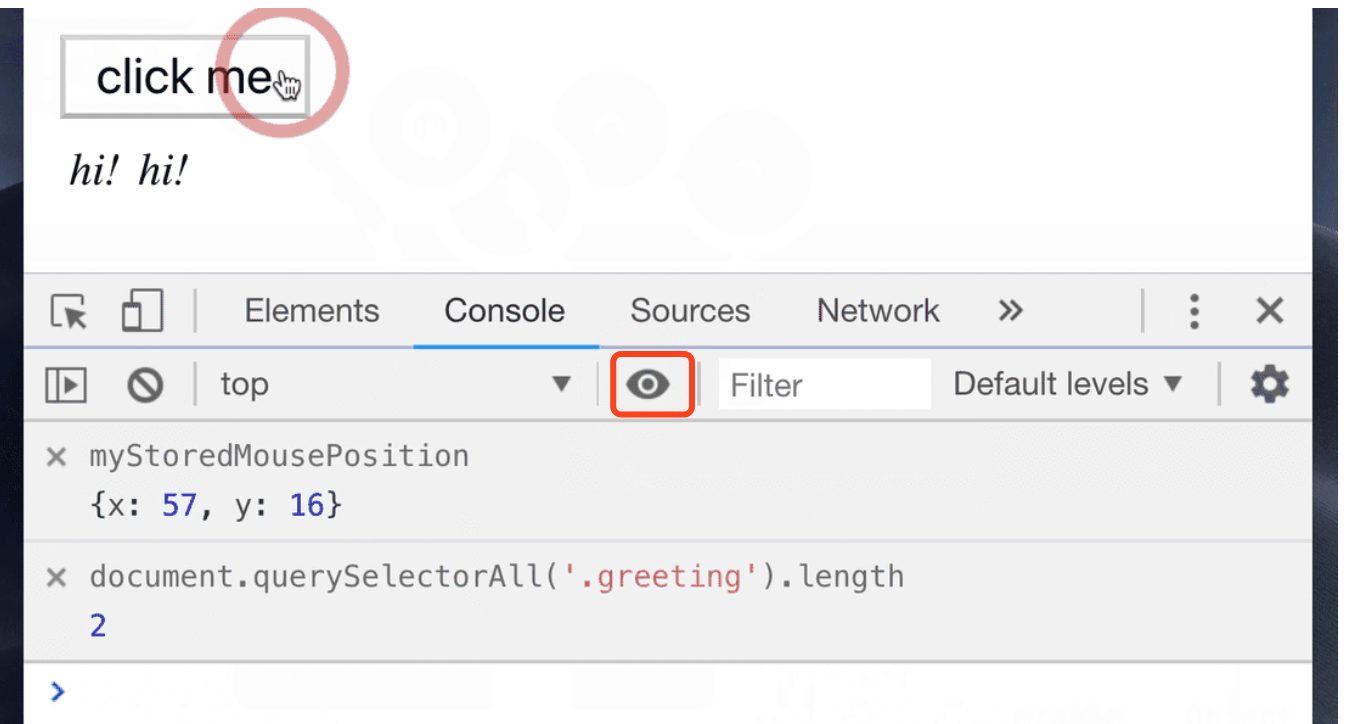 click me
hi! hi!
Elements Console Sources Network »
top ▼ Filter Default levels ▼
× myStoredMousePosition
{x: 57, y: 16}
× document.querySelectorAll('.greeting').length
2
>